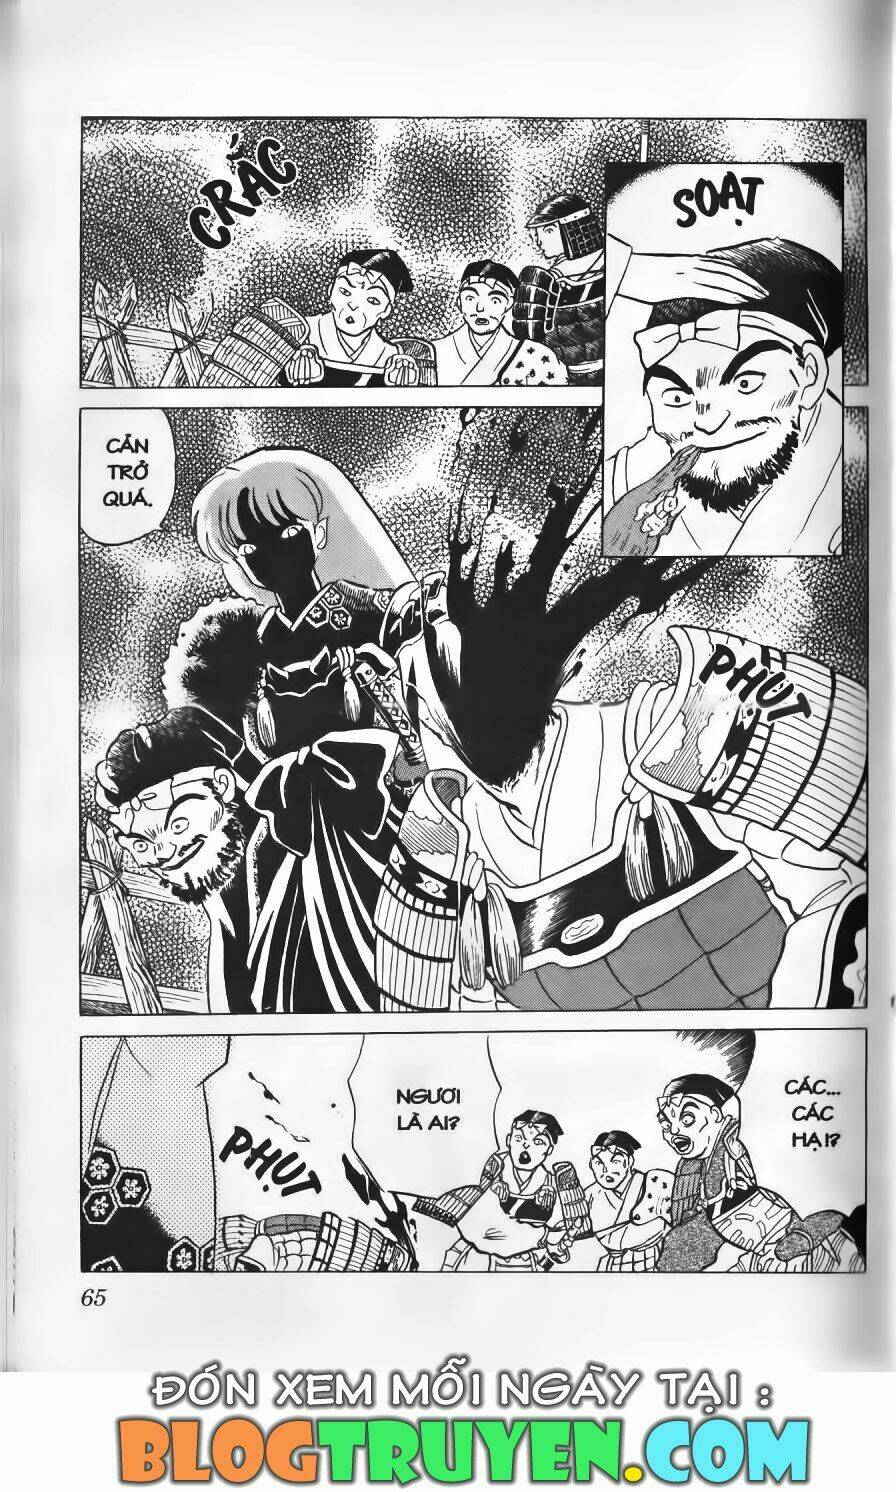 CRẮC
SOẠT
CẢN
TRỞ
QUÁ.
PHỤT
CÁC...
CÁC
HẠI?
NGƯƠI
LÀ AI?
PHỤT
65
ĐÓN XEM MỖI NGÀY TẠI :
BLOGTRUYEN.COM